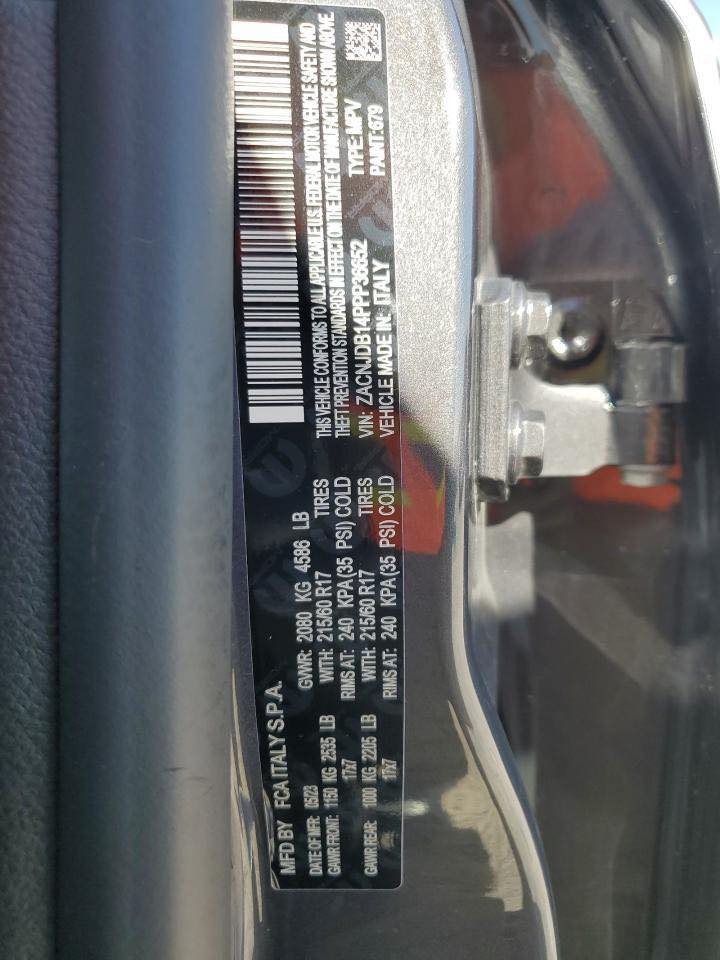 MFD BY FCA ITALY S.P.A.
DATE OF MFR: 05/23 GVWR: 2080 KG 4586 LB
GAWR FRONT: 1150 KG 2535 LB WITH: 215/60 R17 TIRES
17x7 RIMS AT: 240 KPA(35 PSI) COLD
GAWR REAR: 1000 KG 2205 LB WITH: 215/60 R17 TIRES
17x7 RIMS AT: 240 KPA(35 PSI) COLD
THIS VEHICLE CONFORMS TO ALL APPLICABLE U.S. FEDERAL MOTOR VEHICLE SAFETY AND
THEFT PREVENTION STANDARDS IN EFFECT ON THE DATE OF MANUFACTURE SHOWN ABOVE.
VIN: ZACNJDB14PPP36652 TYPE: MPV
VEHICLE MADE IN: ITALY PAINT: 679